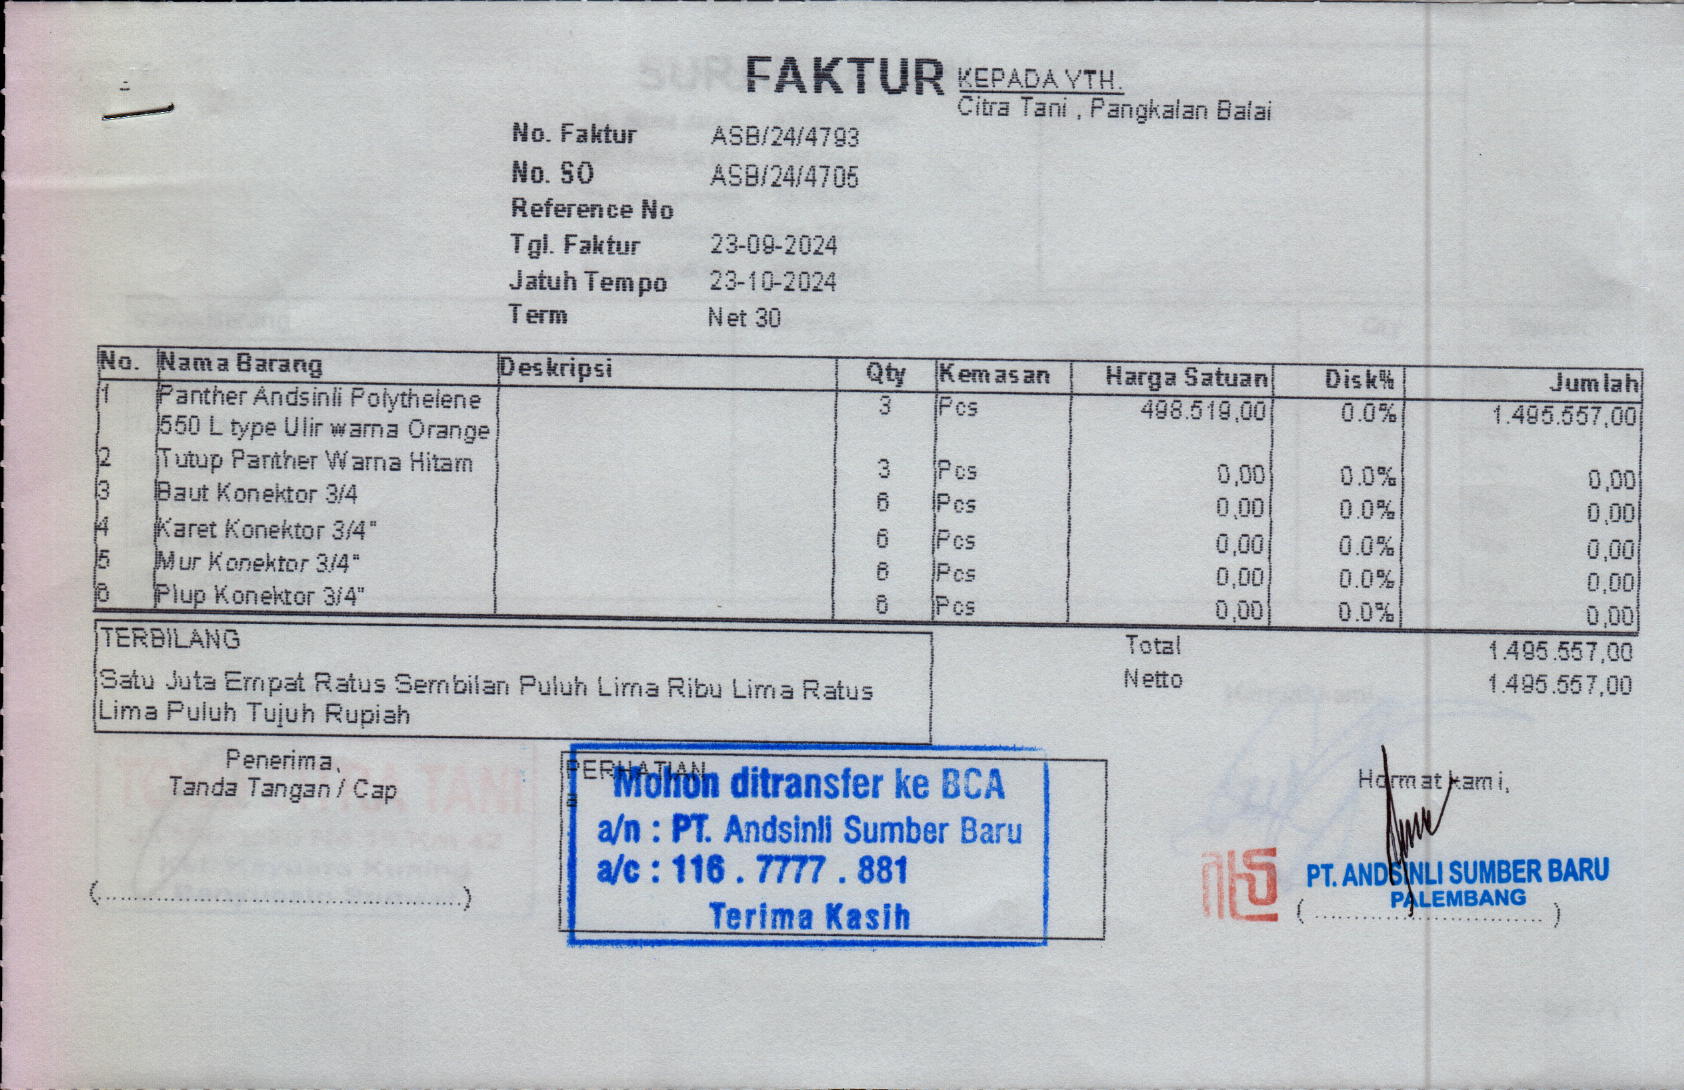 FAKTUR
KEPADA YTH.
Citra Tani , Pangkalan Balai
No. Faktur ASB/24/4793
No. SO ASB/24/4705
Reference No
Tgl. Faktur 23-09-2024
Jatuh Tempo 23-10-2024
Term Net 30
No. Nama Barang Deskripsi Qty Kemasan Harga Satuan Disk% Jumlah
1 Panther Andsinli Polythelene 3 Pcs 498.519,00 0.0% 1.495.557,00
550 L type Ulir warna Orange
2 Tutup Panther Warna Hitam 3 Pcs 0,00 0.0% 0,00
3 Baut Konektor 3/4 6 Pcs 0,00 0.0% 0,00
4 Karet Konektor 3/4" 6 Pcs 0,00 0.0% 0,00
5 Mur Konektor 3/4" 6 Pcs 0,00 0.0% 0,00
6 Plup Konektor 3/4" 6 Pcs 0,00 0.0% 0,00
TERBILANG
Satu Juta Empat Ratus Sembilan Puluh Lima Ribu Lima Ratus
Lima Puluh Tujuh Rupiah
Total 1.495.557,00
Netto 1.495.557,00
Penerima,
Tanda Tangan / Cap
(................................................)
PERHATIAN
Mohon ditransfer ke BCA
a/n : PT. Andsinli Sumber Baru
a/c : 116 . 7777 . 881
Terima Kasih
Hormat kami,
PT. ANDSINLI SUMBER BARU
PALEMBANG
(..............................)